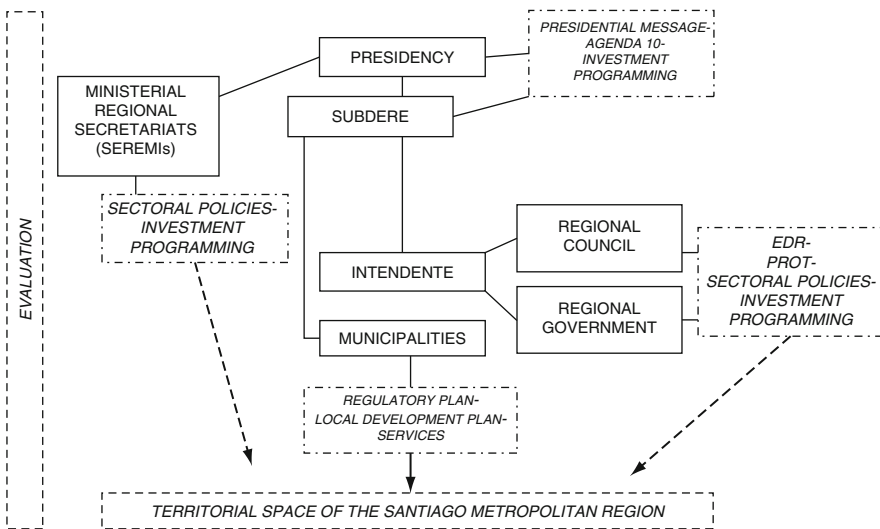 EVALUATION
PRESIDENCY
PRESIDENTIAL MESSAGE-
AGENDA 10-
INVESTMENT
PROGRAMMING
MINISTERIAL
REGIONAL
SECRETARIATS
(SEREMIs)
SUBDERE
SECTORAL POLICIES-
INVESTMENT
PROGRAMMING
REGIONAL
COUNCIL
INTENDENTE
REGIONAL
GOVERNMENT
EDR-
PROT-
SECTORAL POLICIES-
INVESTMENT
PROGRAMMING
MUNICIPALITIES
REGULATORY PLAN-
LOCAL DEVELOPMENT PLAN-
SERVICES
TERRITORIAL SPACE OF THE SANTIAGO METROPOLITAN REGION